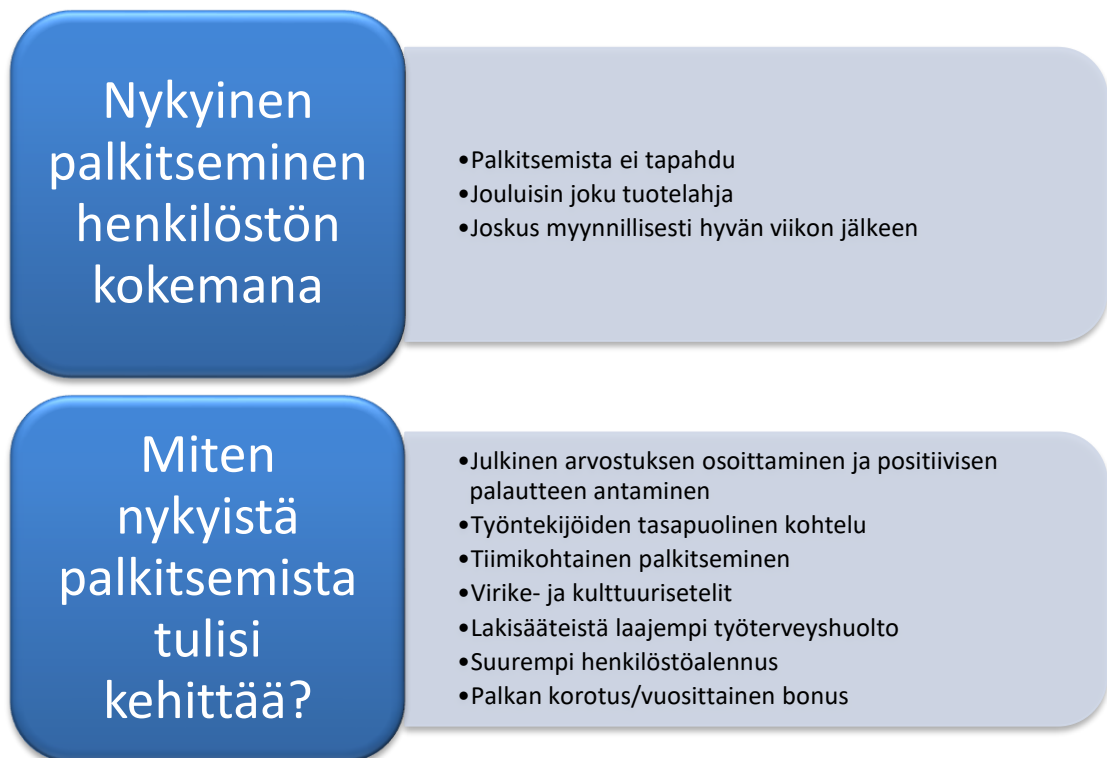 Nykyinen
palkitseminen
henkilöstön
kokemana
•Palkitsemista ei tapahdu
•Jouluisin joku tuotelahja
•Joskus myynnillisesti hyvän viikon jälkeen
Miten
nykyistä
palkitsemista
tulisi
kehittää?
•Julkinen arvostuksen osoittaminen ja positiivisen
palautteen antaminen
•Työntekijöiden tasapuolinen kohtelu
•Tiimikohtainen palkitseminen
•Virike- ja kulttuurisetelit
•Lakisääteistä laajempi työterveyshuolto
•Suurempi henkilöstöalennus
•Palkan korotus/vuosittainen bonus